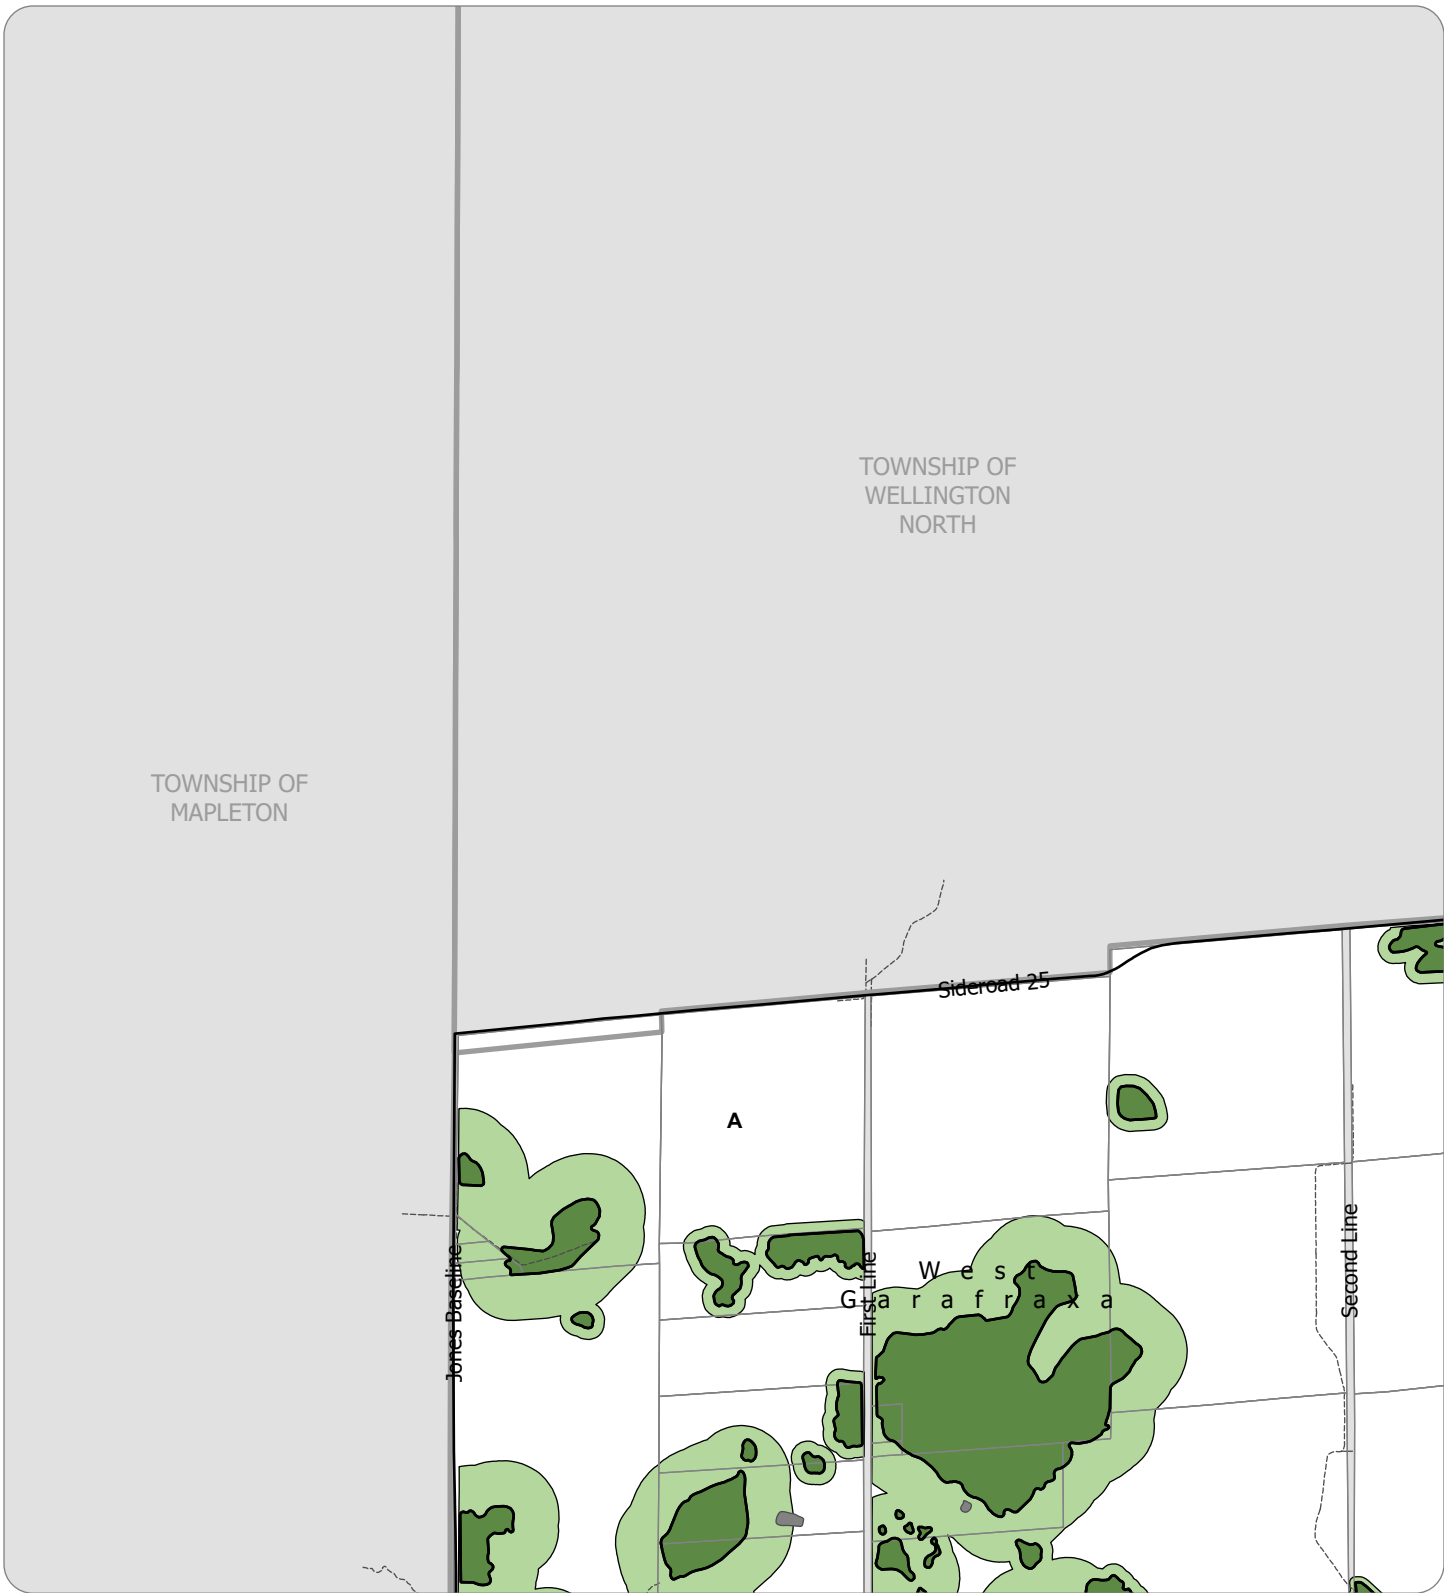 TOWNSHIP OF
WELLINGTON
NORTH
TOWNSHIP OF
MAPLETON
Sideroad 25
A
West
Garafraxa
First Line
Second Line
Jones Baseline